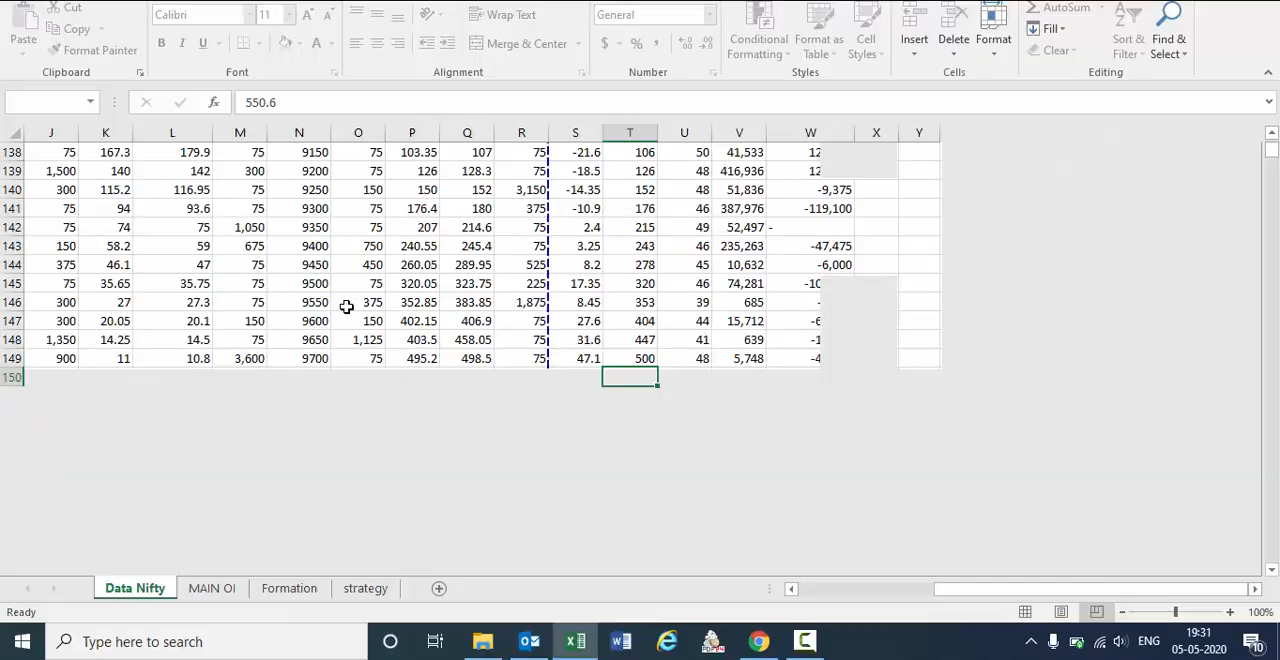 Cut Calibri 11 A A Wrap Text General AutoSum
Paste Copy Format Painter B I U A Merge & Center $ % , Conditional Formatting Format as Table Cell Styles Insert Delete Format Fill Clear Sort & Filter Find & Select
Clipboard Font Alignment Number Styles Cells Editing
fx 550.6
J K L M N O P Q R S T U V W X Y
138 75 167.3 179.9 75 9150 75 103.35 107 75 -21.6 106 50 41,533 12
139 1,500 140 142 300 9200 75 126 128.3 75 -18.5 126 48 416,936 12
140 300 115.2 116.95 75 9250 150 150 152 3,150 -14.35 152 48 51,836 -9,375
141 75 94 93.6 75 9300 75 176.4 180 375 -10.9 176 46 387,976 -119,100
142 75 74 75 1,050 9350 75 207 214.6 75 2.4 215 49 52,497 -
143 150 58.2 59 675 9400 750 240.55 245.4 75 3.25 243 46 235,263 -47,475
144 375 46.1 47 75 9450 450 260.05 289.95 525 8.2 278 45 10,632 -6,000
145 75 35.65 35.75 75 9500 75 320.05 323.75 225 17.35 320 46 74,281 -10
146 300 27 27.3 75 9550 375 352.85 383.85 1,875 8.45 353 39 685 -
147 300 20.05 20.1 150 9600 150 402.15 406.9 75 27.6 404 44 15,712 -6
148 1,350 14.25 14.5 75 9650 1,125 403.5 458.05 75 31.6 447 41 639 -1
149 900 11 10.8 3,600 9700 75 495.2 498.5 75 47.1 500 48 5,748 -4
150
Data Nifty MAIN OI Formation strategy
Ready 100%
Type here to search ENG 19:31
05-05-2020 10